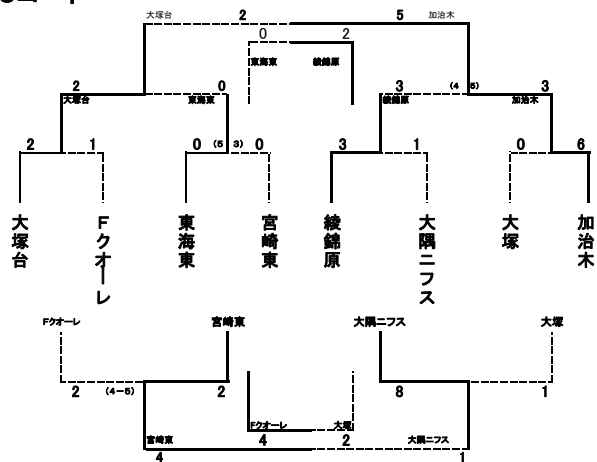 大塚台 2 5 加治木
0 2
東海東 綾錦原
2 0 3 (4 5) 3
大塚台 東海東 綾錦原 加治木
2 1 0 (5 3) 0 3 1 0 6
大塚台
Fクオーレ
東海東
宮崎東
綾錦原
大隅ニフス
大塚
加治木
Fクオーレ 宮崎東 大隅ニフス 大塚
2 (4-5) 2 8 1
Fクオーレ 大塚
宮崎東 4 2 大隅ニフス
4 1